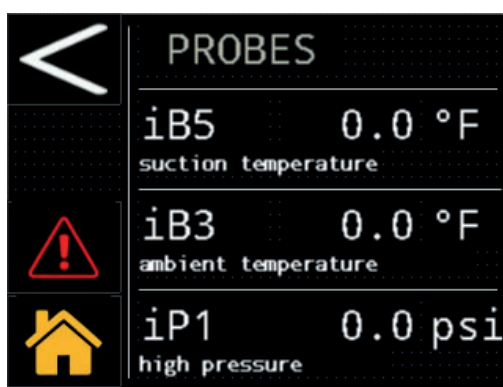 PROBES
iB5 0.0 °F
suction temperature
iB3 0.0 °F
ambient temperature
iP1 0.0 psi
high pressure